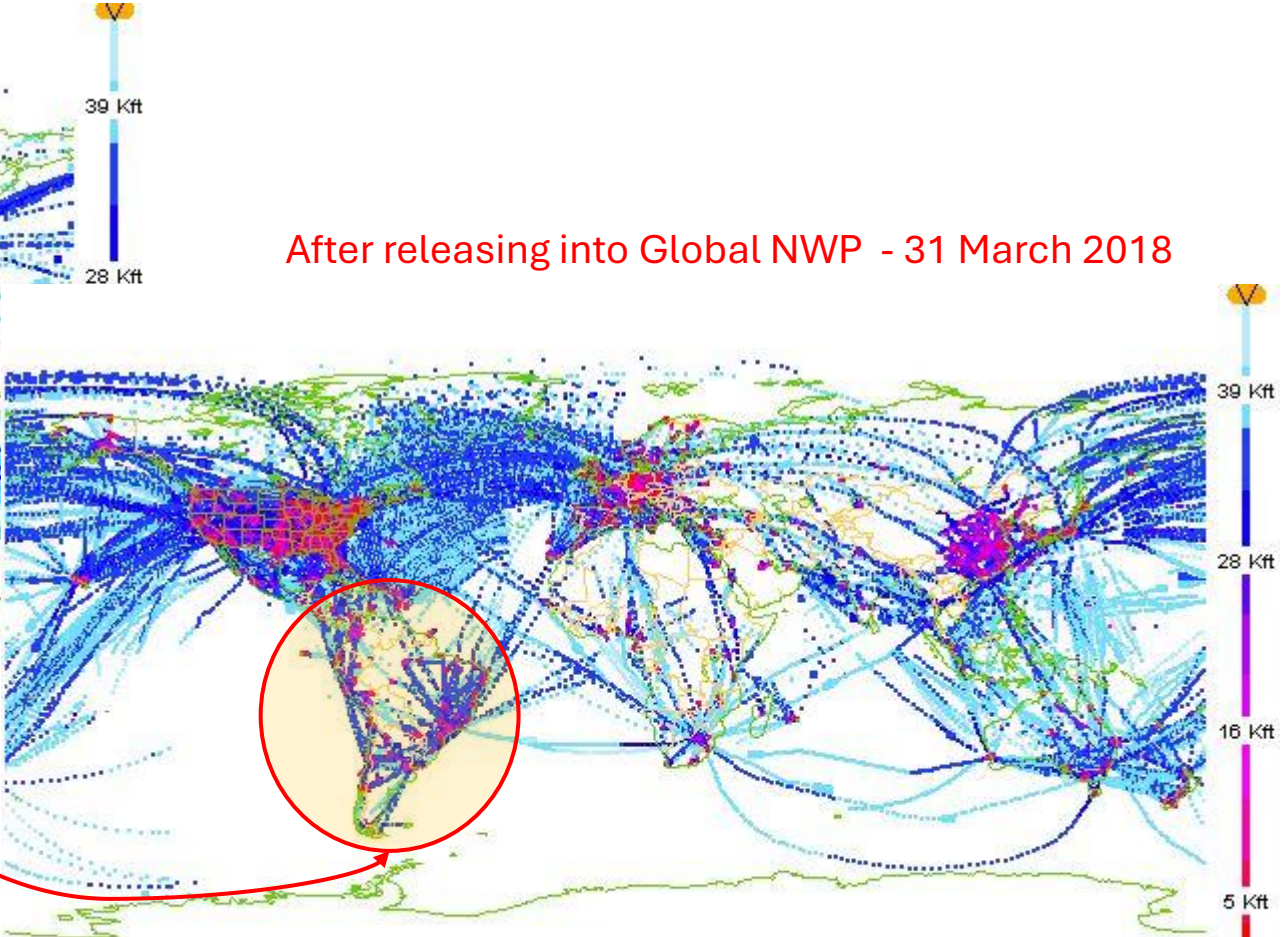 39 Kft
28 Kft
After releasing into Global NWP - 31 March 2018
39 Kft
28 Kft
16 Kft
5 Kft